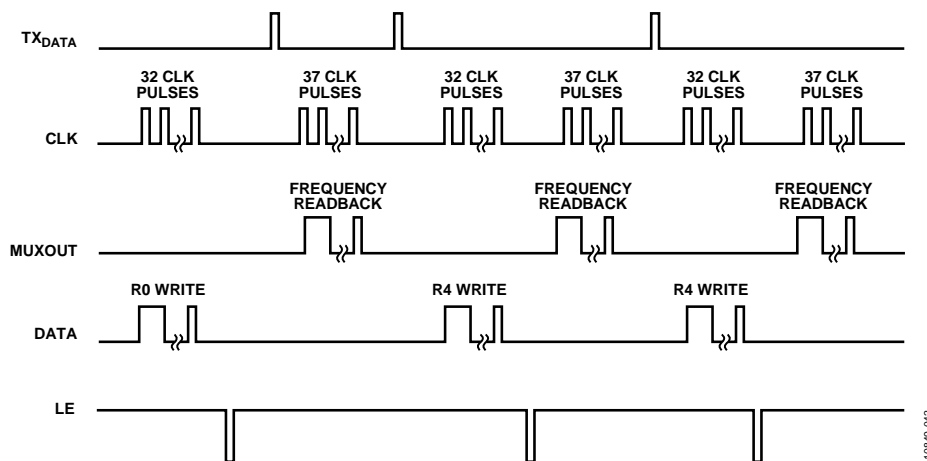 TXDATA
32 CLK
PULSES
37 CLK
PULSES
32 CLK
PULSES
37 CLK
PULSES
32 CLK
PULSES
37 CLK
PULSES
CLK
FREQUENCY
READBACK
FREQUENCY
READBACK
FREQUENCY
READBACK
MUXOUT
R0 WRITE
R4 WRITE
R4 WRITE
DATA
LE